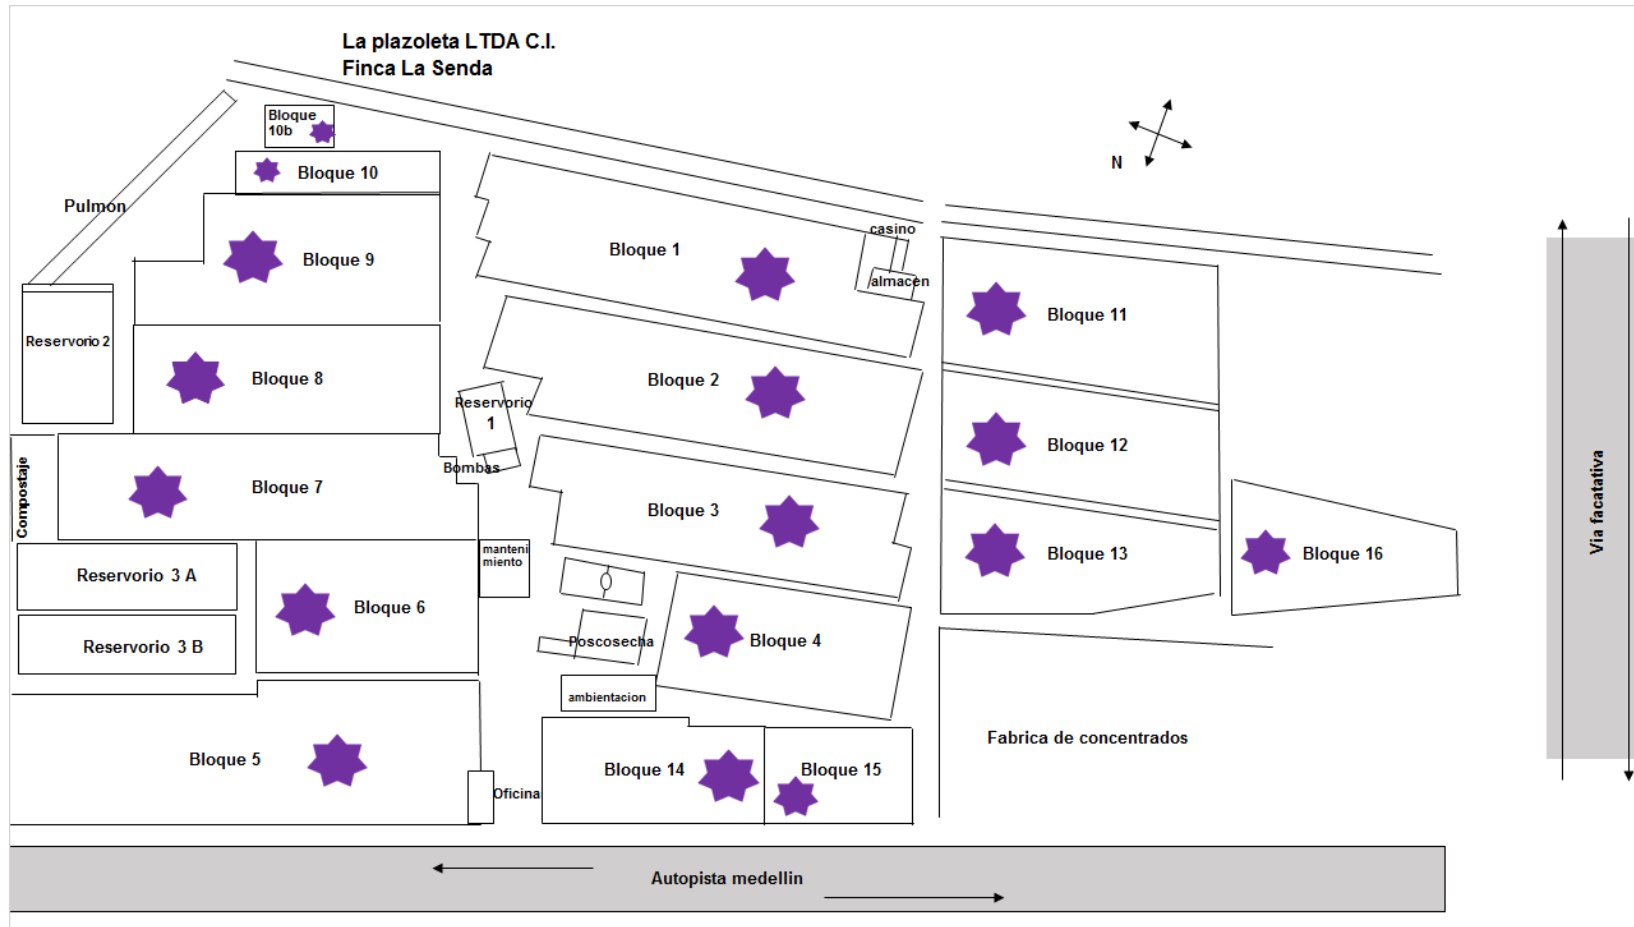 La plazoleta LTDA C.I.
Finca La Senda
Bloque
10b
Bloque 10
Pulmon
Bloque 9
Bloque 1
casino
almacen
N
Bloque 11
Reservorio 2
Bloque 8
Bloque 2
Reservorio
1
Bombas
Bloque 12
Compostaje
Bloque 7
Bloque 3
Via facatativa
manteni
miento
Bloque 13
Bloque 16
Reservorio 3 A
Bloque 6
Reservorio 3 B
Poscosecha
Bloque 4
ambientacion
Bloque 5
Oficina
Bloque 14
Bloque 15
Fabrica de concentrados
Autopista medellin